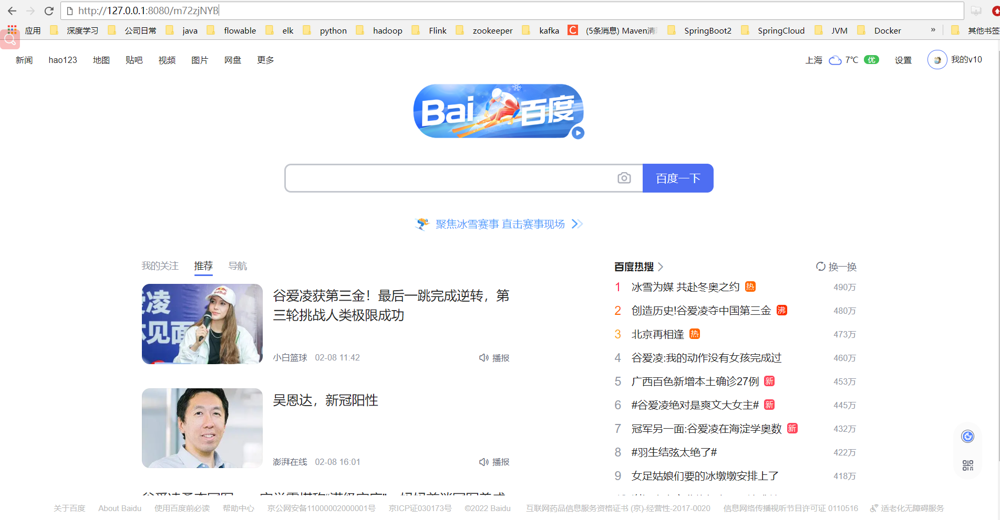 http://127.0.0.1:8080/m72zjNYB
应用 深度学习 公司日常 java flowable elk python hadoop Flink zookeeper kafka (5条消息) Maven清 SpringBoot2 SpringCloud JVM Docker » 其他书签
新闻 hao123 地图 贴吧 视频 图片 网盘 更多 上海 7℃ 优 设置 我的v10
Bai 百度
百度一下
聚焦冰雪赛事 直击赛事现场
我的关注 推荐 导航
谷爱凌获第三金！最后一跳完成逆转，第
三轮挑战人类极限成功
小白篮球 02-08 11:42 播报
吴恩达，新冠阳性
澎湃在线 02-08 16:01 播报
百度热搜 换一换
1 冰雪为媒 共赴冬奥之约 热 490万
2 创造历史!谷爱凌夺中国第三金 沸 480万
3 北京再相逢 热 473万
4 谷爱凌:我的动作没有女孩完成过 460万
5 广西百色新增本土确诊27例 新 453万
6 #谷爱凌绝对是爽文大女主# 新 445万
7 冠军另一面:谷爱凌在海淀学奥数 新 432万
8 #羽生结弦太绝了# 422万
9 女足姑娘们要的冰墩墩安排上了 418万
关于百度 About Baidu 使用百度前必读 帮助中心 京公网安备11000002000001号 京ICP证030173号 ©2022 Baidu 互联网药品信息服务资格证书 (京)-经营性-2017-0020 信息网络传播视听节目许可证 0110516 适老化无障碍服务